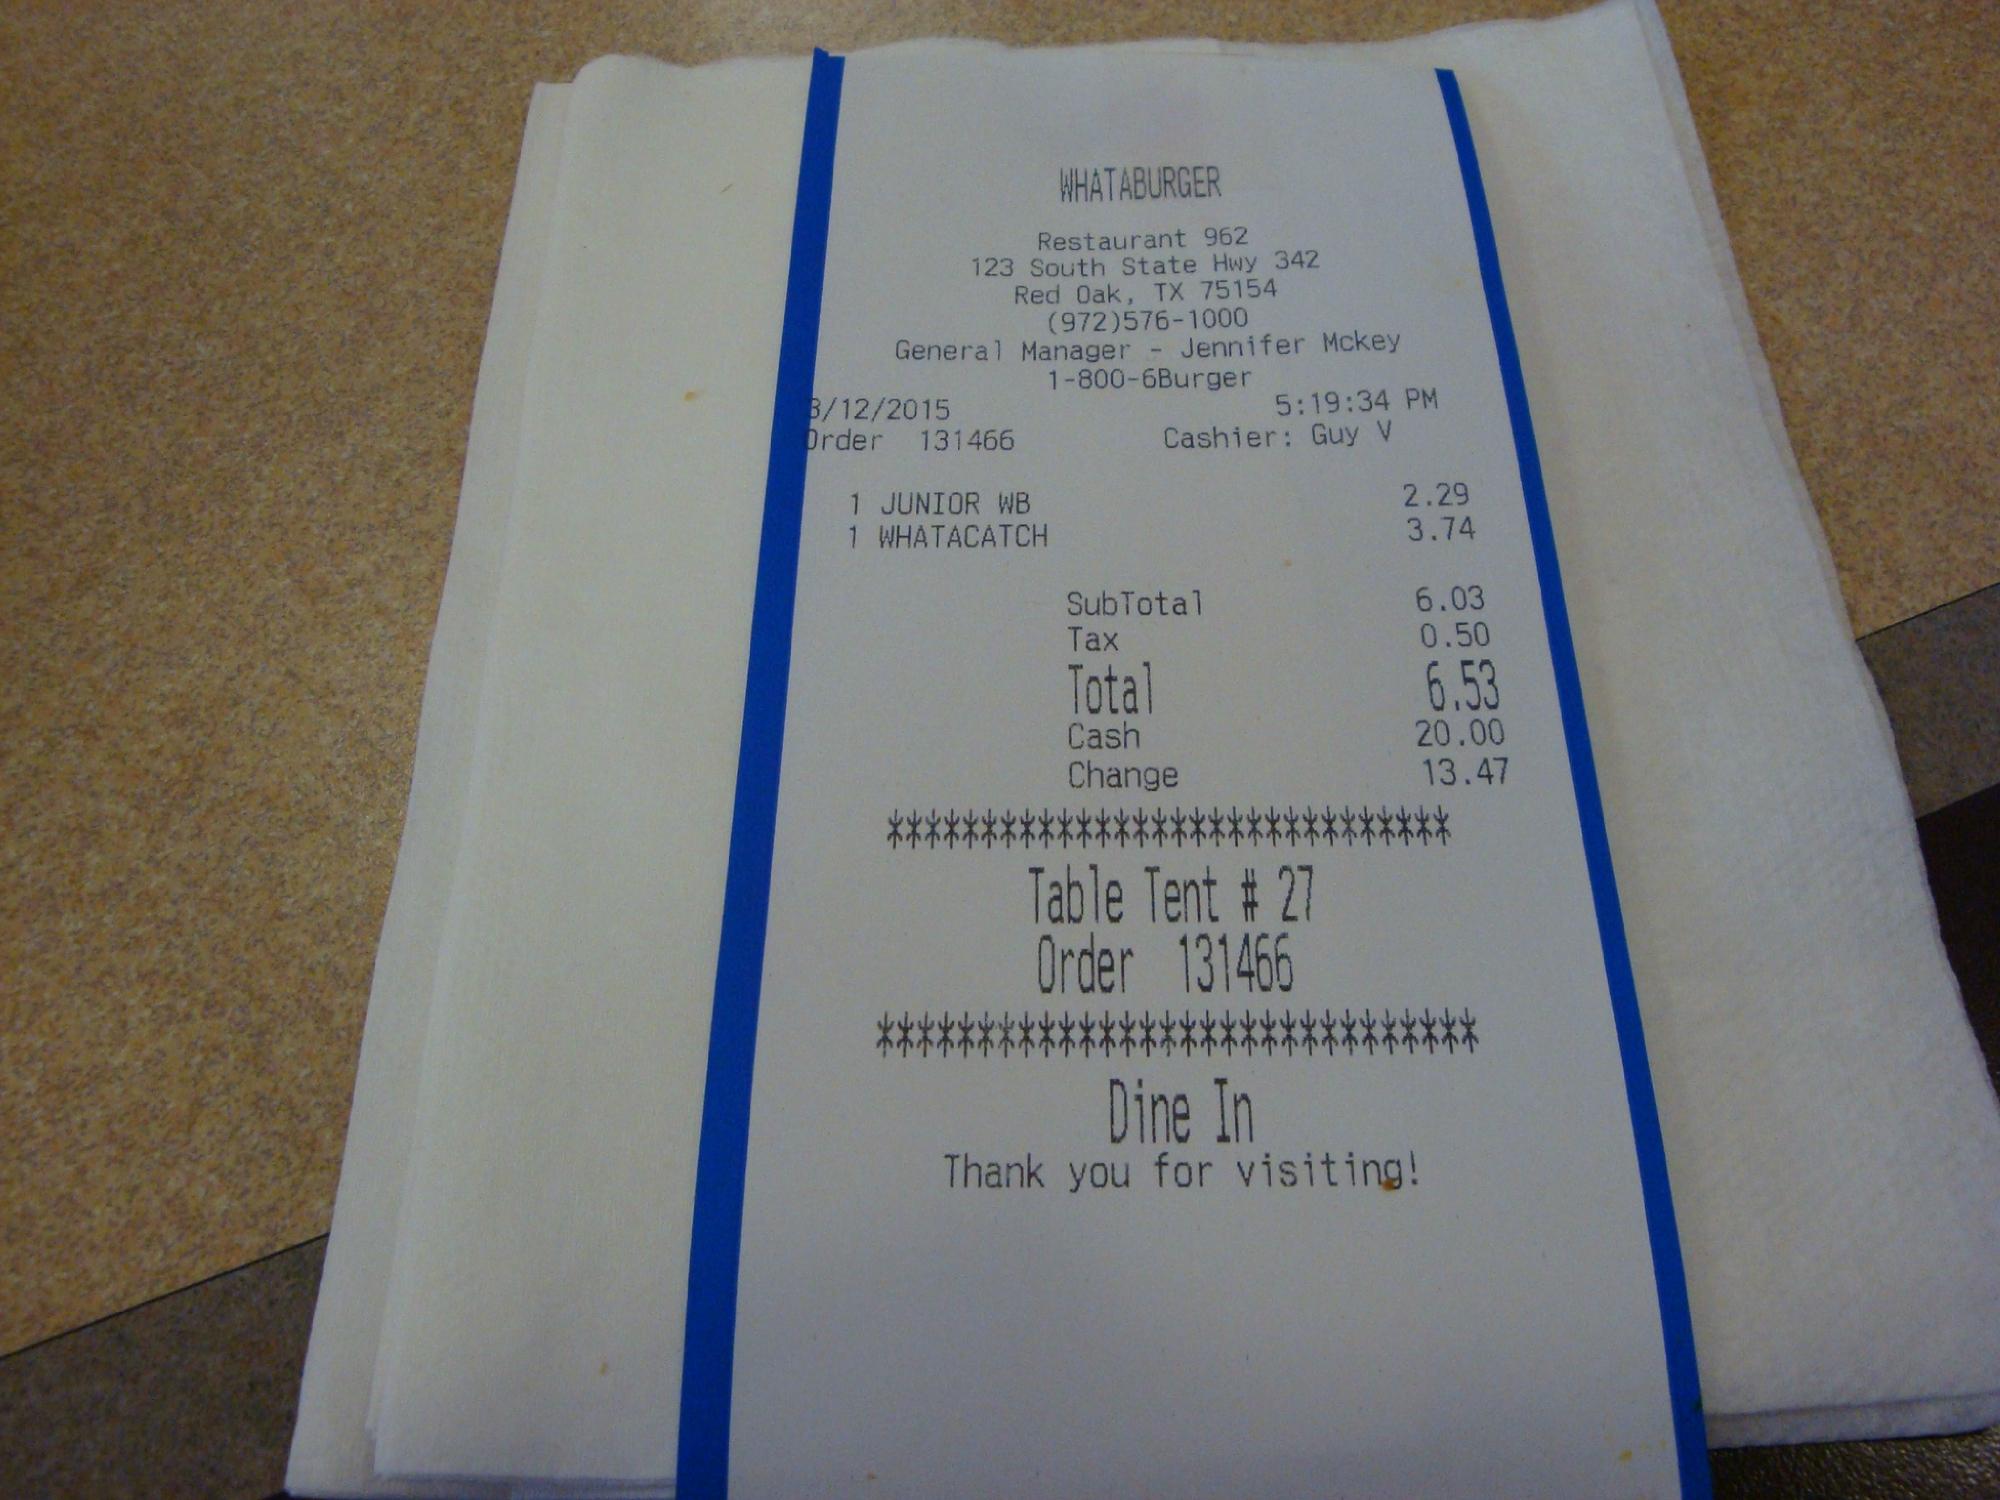 WHATABURGER
Restaurant 962
123 South State Hwy 342
Red Oak, TX 75154
(972)576-1000
General Manager - Jennifer Mckey
1-800-6Burger
3/12/2015 5:19:34 PM
Order 131466 Cashier: Guy V
1 JUNIOR WB 2.29
1 WHATACATCH 3.74
SubTotal 6.03
Tax 0.50
Total 6.53
Cash 20.00
Change 13.47
******************************
Table Tent # 27
Order 131466
******************************
Dine In
Thank you for visiting!